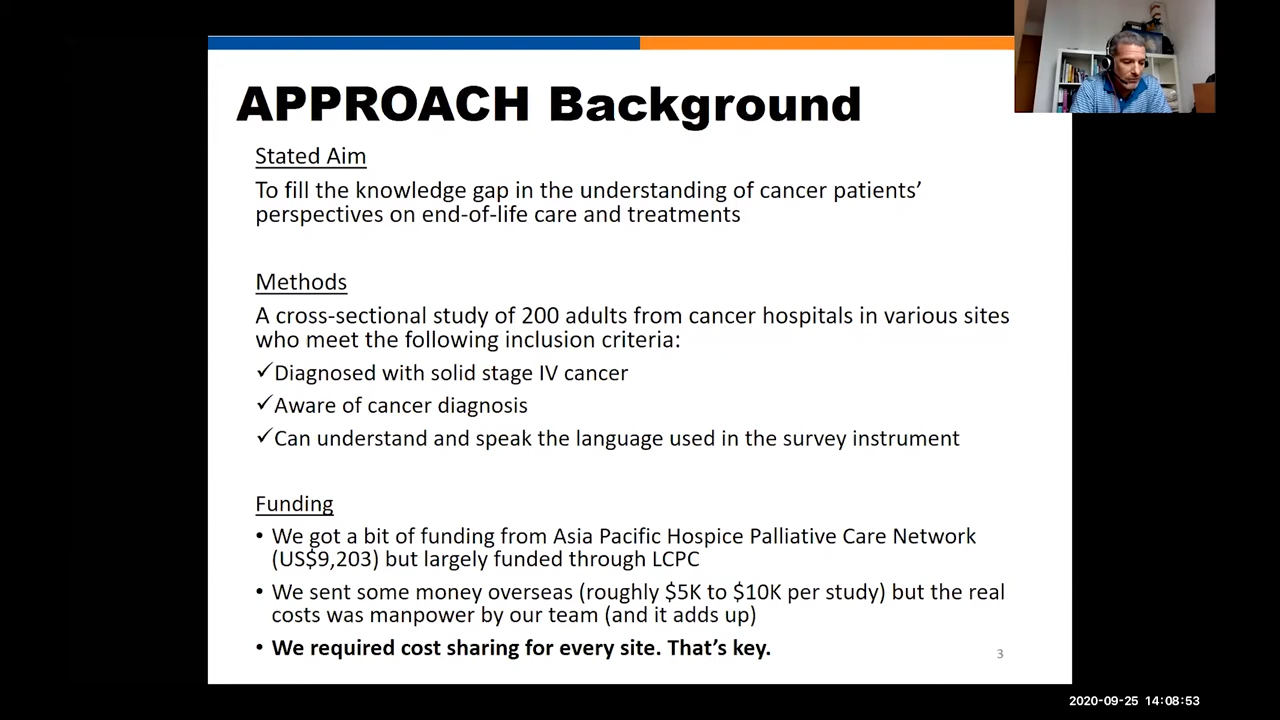 APPROACH Background
Stated Aim
To fill the knowledge gap in the understanding of cancer patients’
perspectives on end-of-life care and treatments
Methods
A cross-sectional study of 200 adults from cancer hospitals in various sites
who meet the following inclusion criteria:
✓Diagnosed with solid stage IV cancer
✓Aware of cancer diagnosis
✓Can understand and speak the language used in the survey instrument
Funding
• We got a bit of funding from Asia Pacific Hospice Palliative Care Network
(US$9,203) but largely funded through LCPC
• We sent some money overseas (roughly $5K to $10K per study) but the real
costs was manpower by our team (and it adds up)
• We required cost sharing for every site. That’s key.
3
2020-09-25 14:08:53